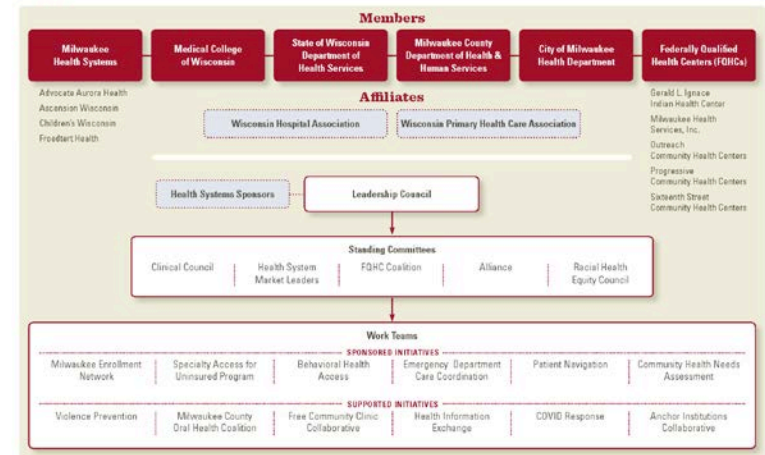 Members
Milwaukee
Health Systems
Medical College
of Wisconsin
State of Wisconsin
Department of
Health Services
Milwaukee County
Department of Health &
Human Services
City of Milwaukee
Health Department
Federally Qualified
Health Centers (FQHCs)
Advocate Aurora Health
Ascension Wisconsin
Children's Wisconsin
Froedtert Health
Affiliates
Wisconsin Hospital Association
Wisconsin Primary Health Care Association
Gerald L. Ignace
Indian Health Center
Milwaukee Health
Services, Inc.
Outreach
Community Health Centers
Progressive
Community Health Centers
Sixteenth Street
Community Health Centers
Health Systems Sponsors
Leadership Council
Standing Committees
Clinical Council
Health System
Market Leaders
FQHC Coalition
Alliance
Racial Health
Equity Council
Work Teams
SPONSORED INITIATIVES
Milwaukee Enrollment
Network
Specialty Access for
Uninsured Program
Behavioral Health
Access
Emergency Department
Care Coordination
Patient Navigation
Community Health Needs
Assessment
SUPPORTED INITIATIVES
Violence Prevention
Milwaukee County
Oral Health Coalition
Free Community Clinic
Collaborative
Health Information
Exchange
COVID Response
Anchor Institutions
Collaborative